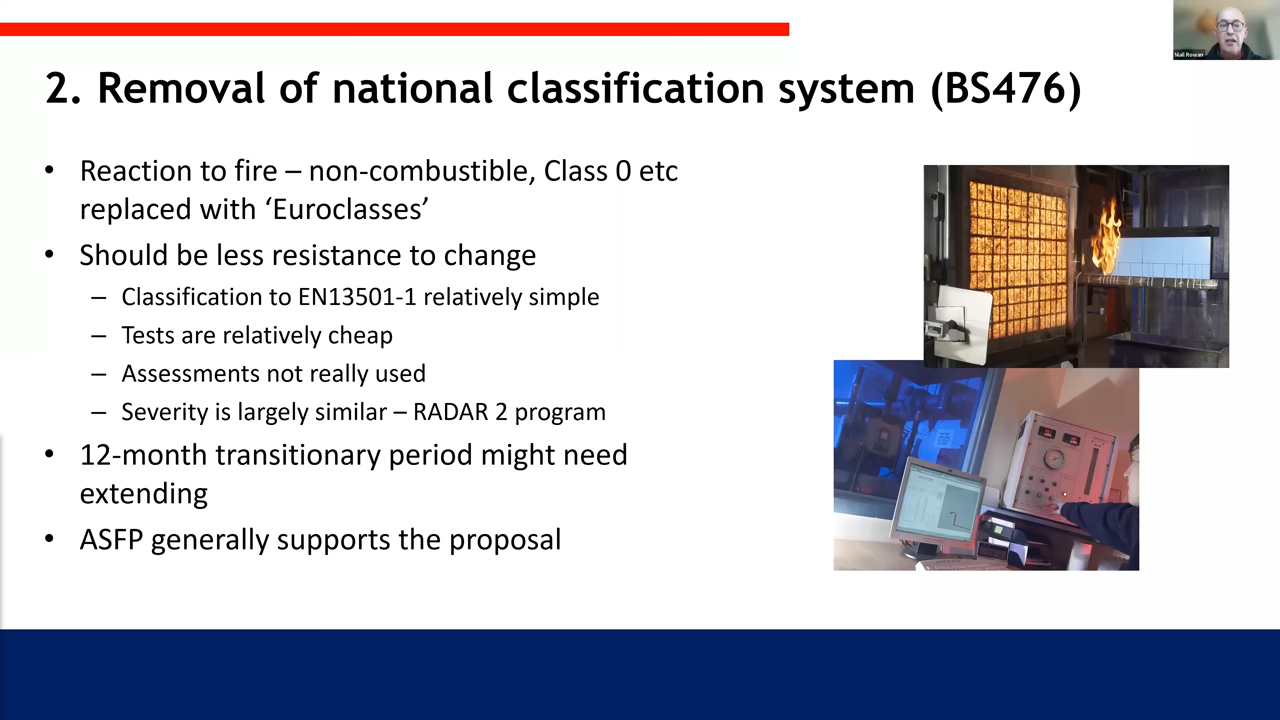 Niall Rowan
2. Removal of national classification system (BS476)
• Reaction to fire – non-combustible, Class 0 etc
replaced with ‘Euroclasses’
• Should be less resistance to change
– Classification to EN13501-1 relatively simple
– Tests are relatively cheap
– Assessments not really used
– Severity is largely similar – RADAR 2 program
• 12-month transitionary period might need
extending
• ASFP generally supports the proposal